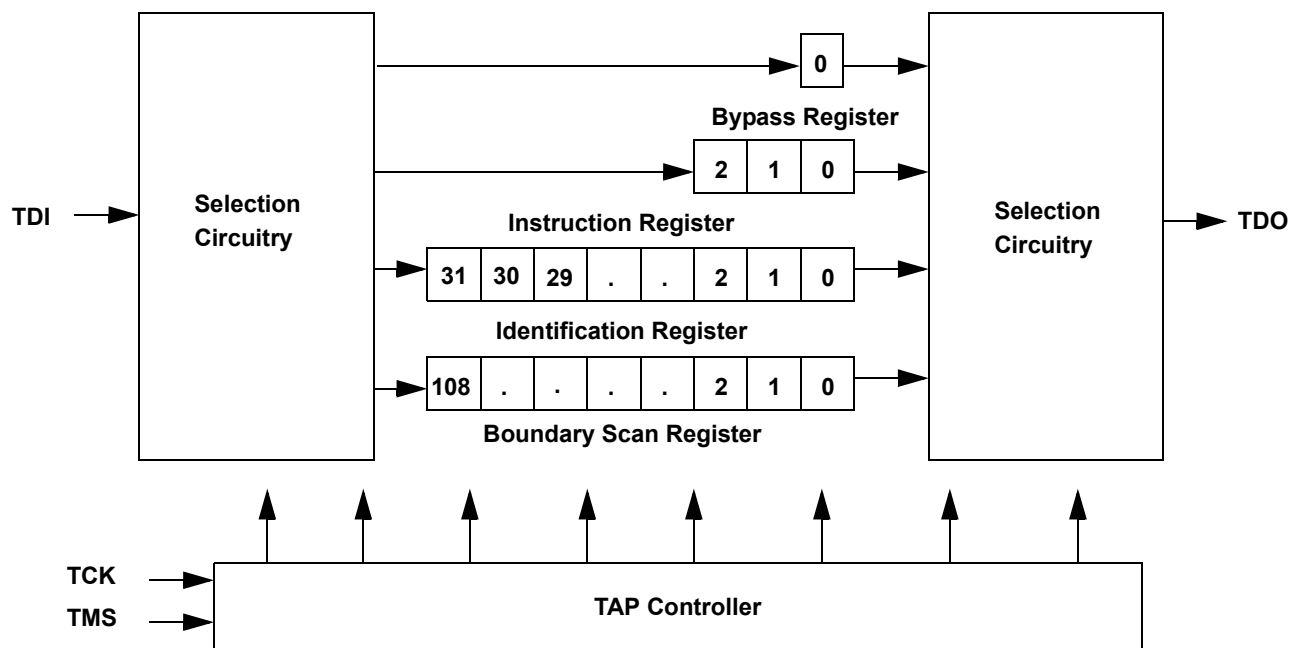 0
Bypass Register
2 1 0
TDI
Selection
Circuitry
Selection
Circuitry
TDO
Instruction Register
31 30 29 . . 2 1 0
Identification Register
108 . . . . 2 1 0
Boundary Scan Register
TCK
TMS
TAP Controller